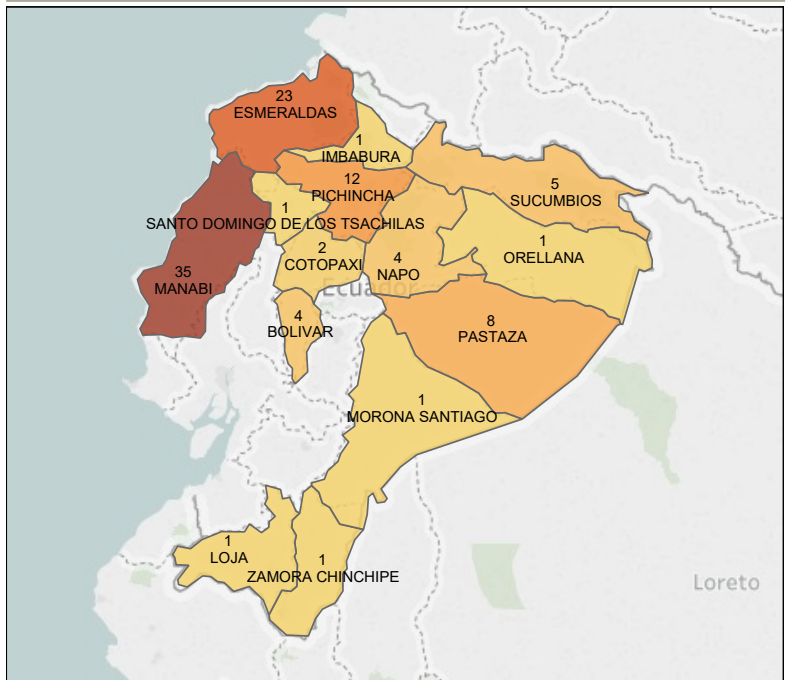 23
ESMERALDAS
1
IMBABURA
12
PICHINCHA
5
SUCUMBIOS
1
SANTO DOMINGO DE LOS TSACHILAS
2
COTOPAXI
4
NAPO
1
ORELLANA
35
MANABI
Ecuador
4
BOLIVAR
8
PASTAZA
1
MORONA SANTIAGO
1
LOJA
1
ZAMORA CHINCHIPE
Loreto